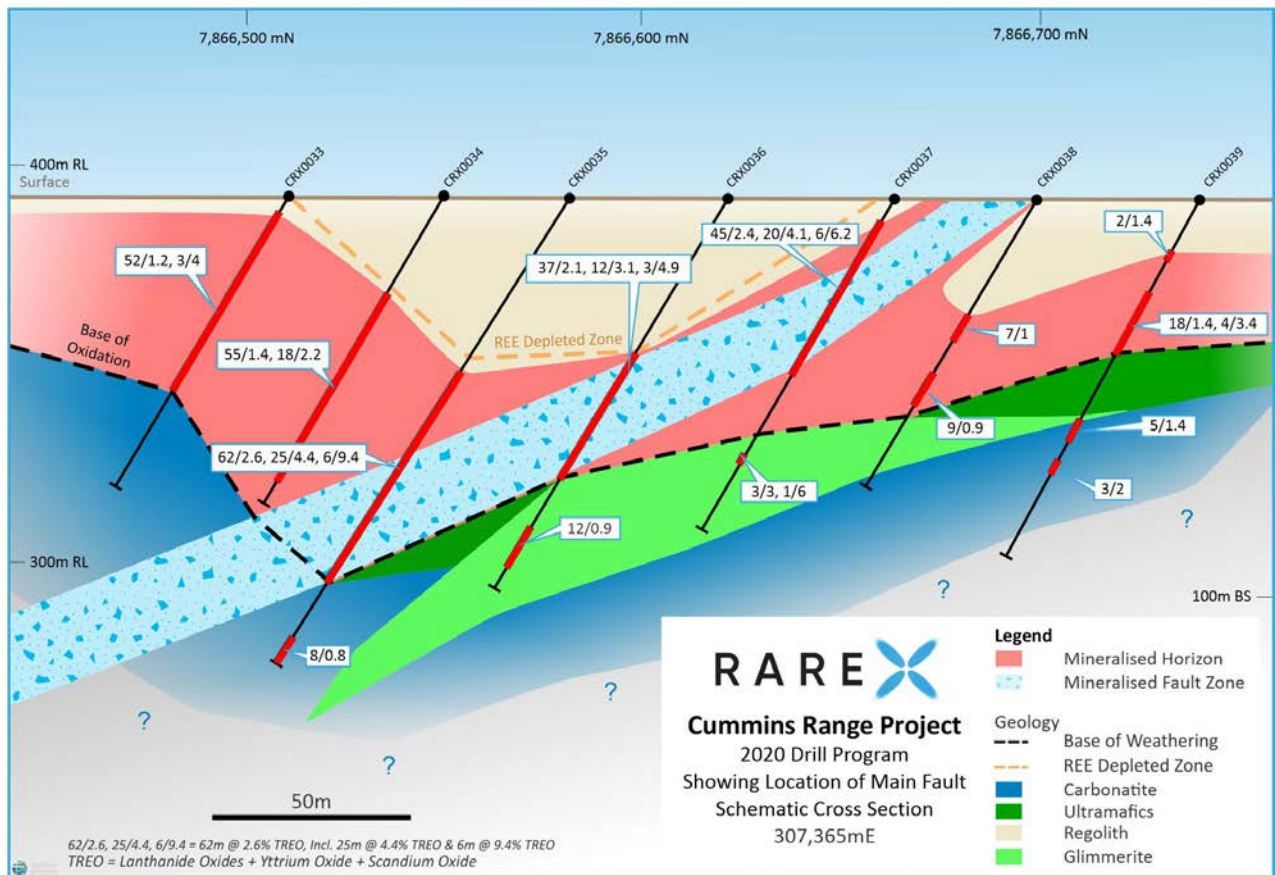 7,866,500 mN
7,866,600 mN
7,866,700 mN
400m RL
Surface
CRX0033
CRX0034
CRX0035
CRX0036
CRX0037
CRX0038
CRX0039
52/1.2, 3/4
37/2.1, 12/3.1, 3/4.9
45/2.4, 20/4.1, 6/6.2
2/1.4
Base of
Oxidation
55/1.4, 18/2.2
REE Depleted Zone
7/1
18/1.4, 4/3.4
62/2.6, 25/4.4, 6/9.4
9/0.9
5/1.4
3/3, 1/6
3/2
12/0.9
?
300m RL
?
100m BS
8/0.8
?
?
?
RAREX
Cummins Range Project
2020 Drill Program
Showing Location of Main Fault
Schematic Cross Section
307,365mE
Legend
Mineralised Horizon
Mineralised Fault Zone
Geology
Base of Weathering
REE Depleted Zone
Carbonatite
Ultramafics
Regolith
Glimmerite
50m
62/2.6, 25/4.4, 6/9.4 = 62m @ 2.6% TREO, Incl. 25m @ 4.4% TREO & 6m @ 9.4% TREO
TREO = Lanthanide Oxides + Yttrium Oxide + Scandium Oxide